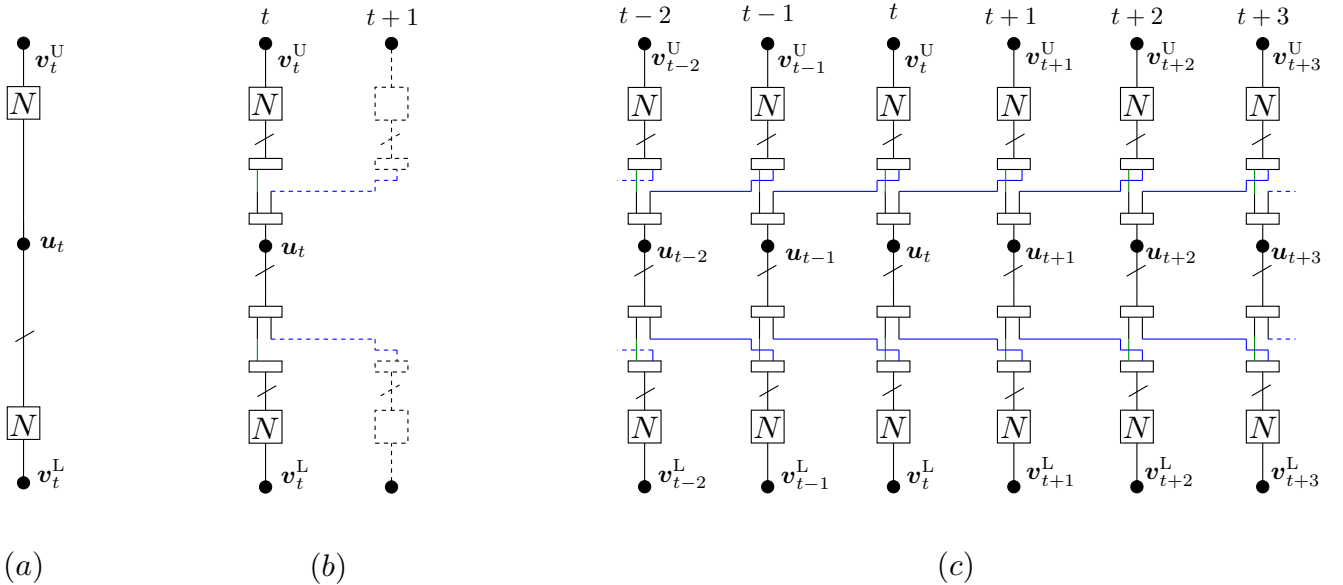 t t + 1 t − 2 t − 1 t t + 1 t + 2 t + 3
v_t^U v_t^U v_{t−2}^U v_{t−1}^U v_t^U v_{t+1}^U v_{t+2}^U v_{t+3}^U
N N N N N N N N
u_t u_t u_{t−2} u_{t−1} u_t u_{t+1} u_{t+2} u_{t+3}
N N N N N N N N
v_t^L v_t^L v_{t−2}^L v_{t−1}^L v_t^L v_{t+1}^L v_{t+2}^L v_{t+3}^L
(a) (b) (c)